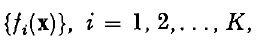 {f_i(x)}, i = 1, 2, . . . , K,